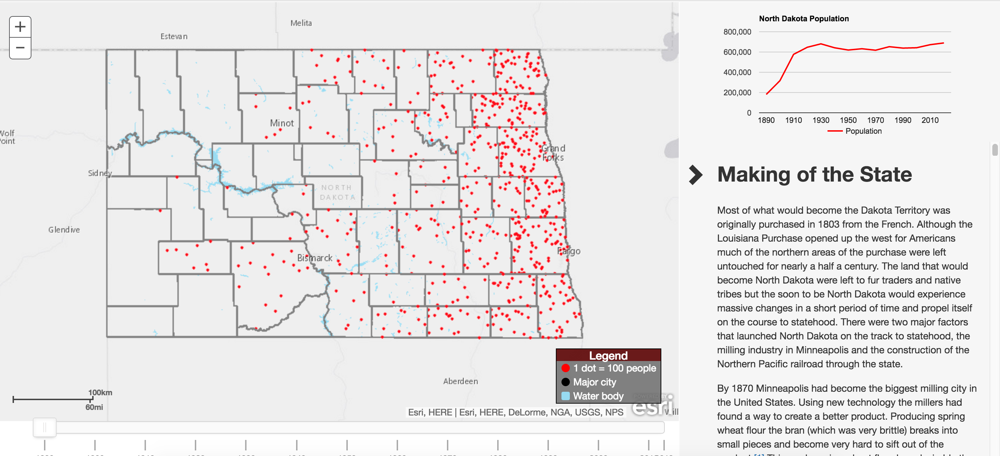 Melita
Estevan
Minot
Wolf
Point
Grand
Forks
Sidney
NORTH
DAKOTA
Glendive
Bismarck
Fargo
Aberdeen
Legend
1 dot = 100 people
Major city
Water body
POWERED BY
esri
100km
60mi
Esri, HERE | Esri, HERE, DeLorme, NGA, USGS, NPS
Will
North Dakota Population
800,000
600,000
400,000
200,000
0
1890 1910 1930 1950 1970 1990 2010
Population
Making of the State
Most of what would become the Dakota Territory was
originally purchased in 1803 from the French. Although the
Louisiana Purchase opened up the west for Americans
much of the northern areas of the purchase were left
untouched for nearly a half a century. The land that would
become North Dakota were left to fur traders and native
tribes but the soon to be North Dakota would experience
massive changes in a short period of time and propel itself
on the course to statehood. There were two major factors
that launched North Dakota on the track to statehood, the
milling industry in Minneapolis and the construction of the
Northern Pacific railroad through the state.
By 1870 Minneapolis had become the biggest milling city in
the United States. Using new technology the millers had
found a way to create a better product. Producing spring
wheat flour the bran (which was very brittle) breaks into
small pieces and become very hard to sift out of the